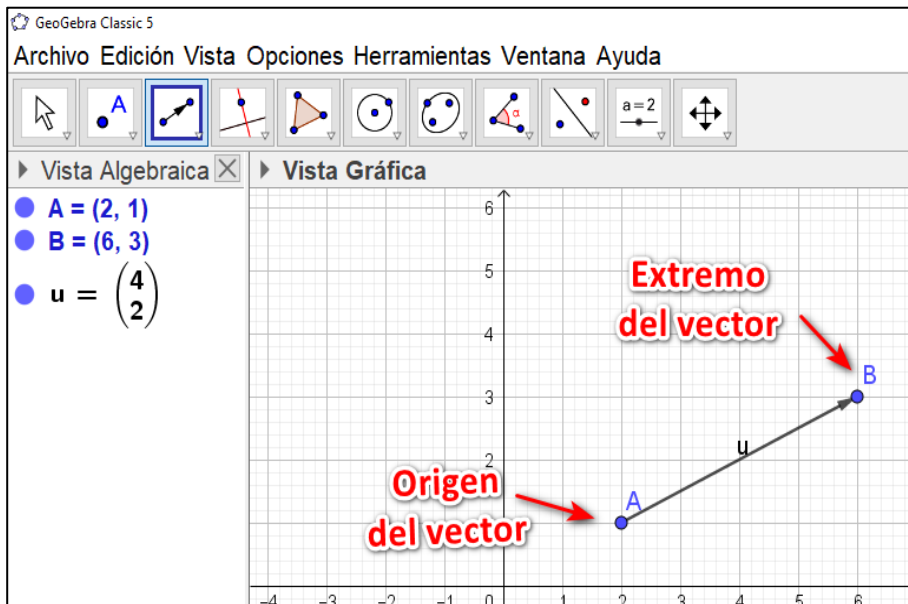 GeoGebra Classic 5
Archivo Edición Vista Opciones Herramientas Ventana Ayuda
A
α
a=2
Vista Algebraica
Vista Gráfica
A = (2, 1)
B = (6, 3)
u = (4
2)
6
5
4
3
2
Extremo
del vector
B
u
Origen
del vector
A
-4 -3 -2 -1 0 1 2 3 4 5 6